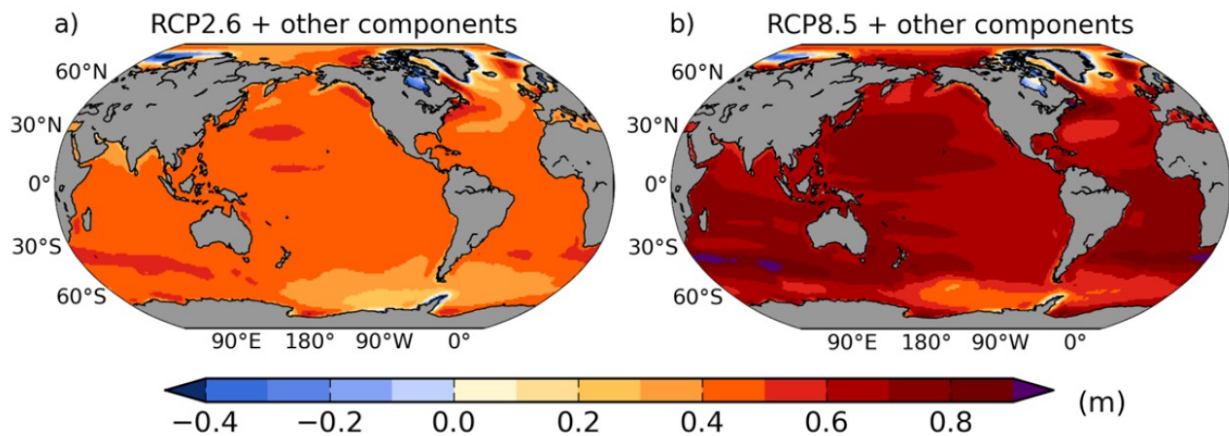 a) RCP2.6 + other components
b) RCP8.5 + other components
60°N
30°N
0°
30°S
60°S
90°E 180° 90°W 0°
60°N
30°N
0°
30°S
60°S
90°E 180° 90°W 0°
−0.4 −0.2 0.0 0.2 0.4 0.6 0.8 (m)